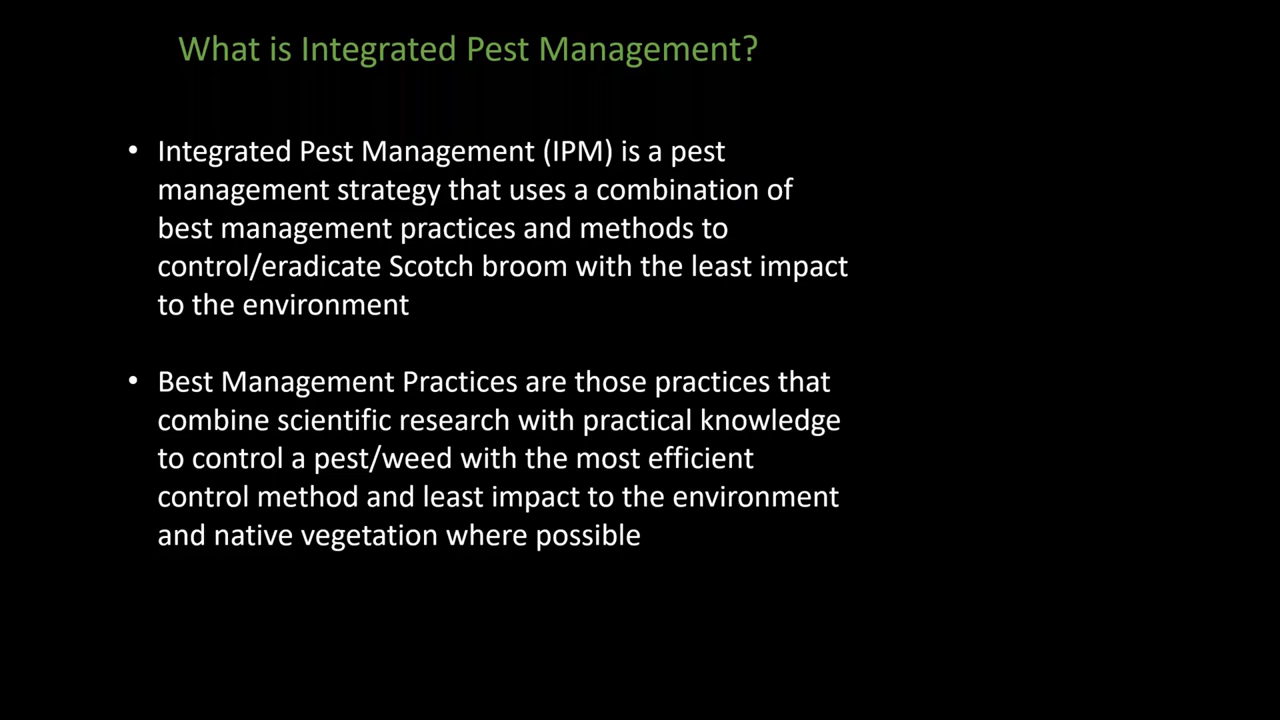 What is Integrated Pest Management?
• Integrated Pest Management (IPM) is a pest
management strategy that uses a combination of
best management practices and methods to
control/eradicate Scotch broom with the least impact
to the environment
• Best Management Practices are those practices that
combine scientific research with practical knowledge
to control a pest/weed with the most efficient
control method and least impact to the environment
and native vegetation where possible